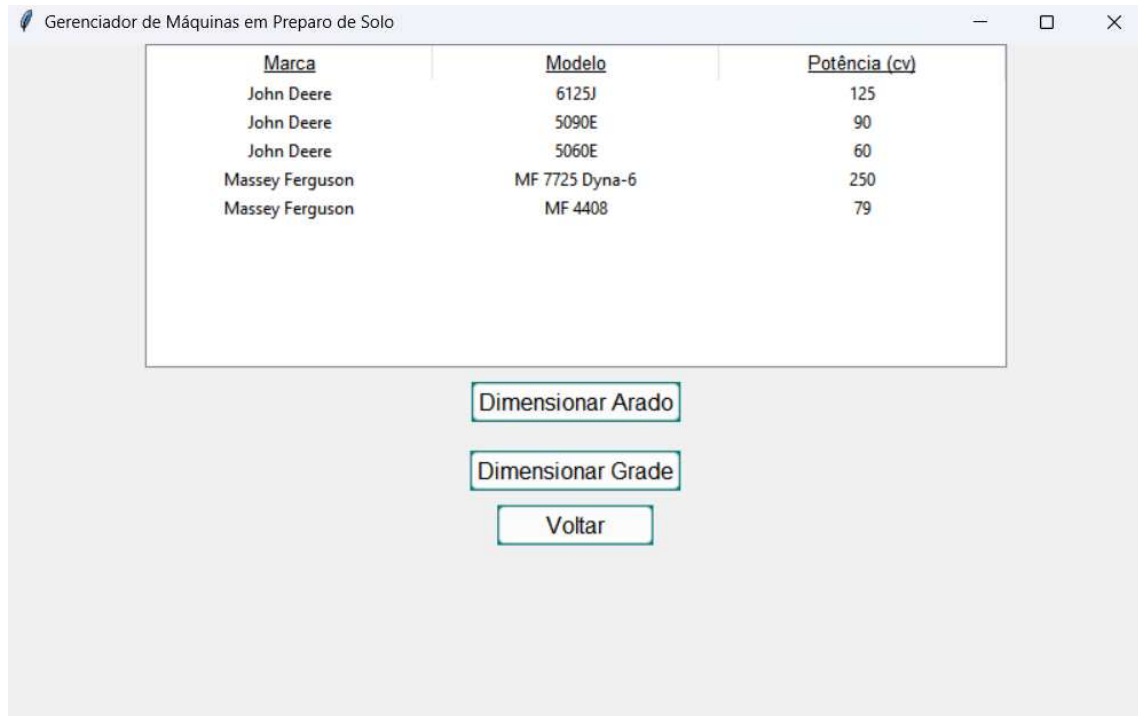 Gerenciador de Máquinas em Preparo de Solo
Marca Modelo Potência (cv)
John Deere 6125J 125
John Deere 5090E 90
John Deere 5060E 60
Massey Ferguson MF 7725 Dyna-6 250
Massey Ferguson MF 4408 79
Dimensionar Arado
Dimensionar Grade
Voltar